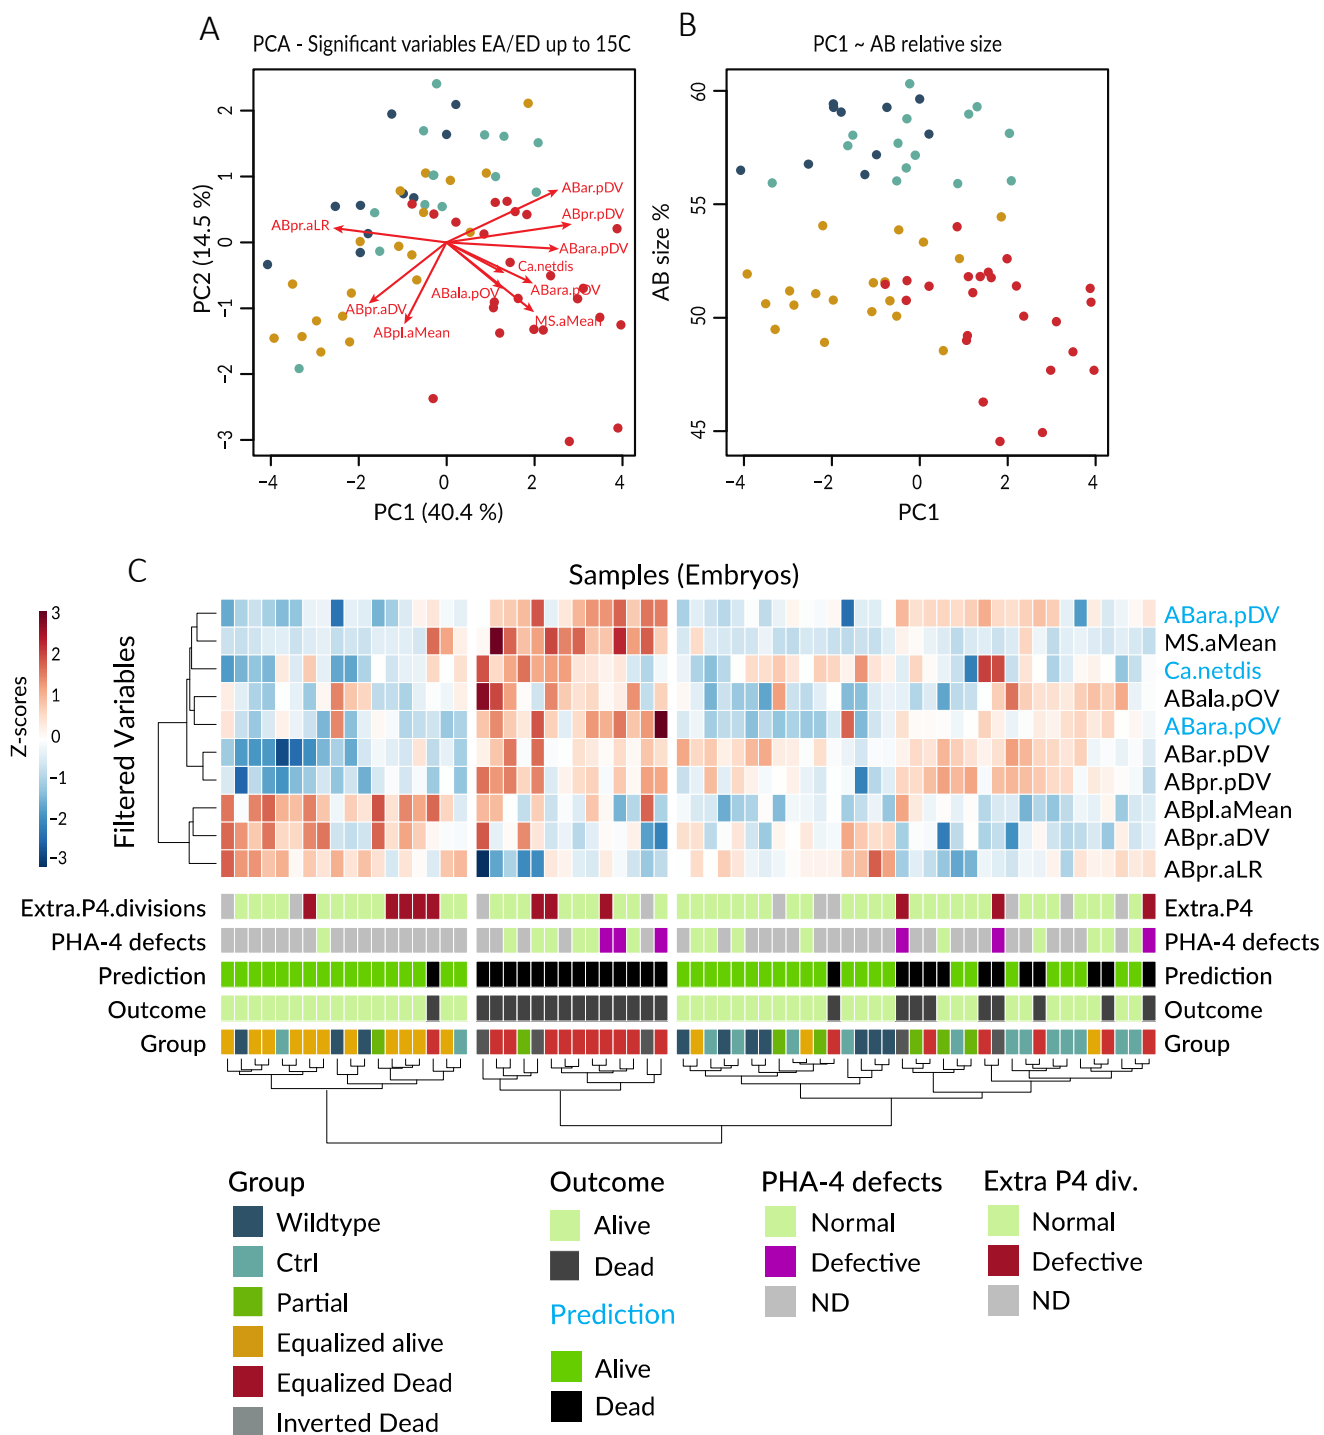 A
PCA - Significant variables EA/ED up to 15C
PC2 (14.5 %)
2
1
0
−1
−2
−3
ABar.pDV
ABpr.pDV
ABara.pDV
ABpr.aLR
Ca.netdis
ABala.pOV
ABara.pOV
ABpr.aDV
ABpl.aMean
MS.aMean
−4
−2
0
2
4
PC1 (40.4 %)
B
PC1 ~ AB relative size
AB size %
60
55
50
45
−4
−2
0
2
4
PC1
C
Samples (Embryos)
Z-scores
3
2
1
0
−1
−2
−3
Filtered Variables
ABara.pDV
MS.aMean
Ca.netdis
ABala.pOV
ABara.pOV
ABar.pDV
ABpr.pDV
ABpl.aMean
ABpr.aDV
ABpr.aLR
Extra.P4.divisions
Extra.P4
PHA-4 defects
PHA-4 defects
Prediction
Prediction
Outcome
Outcome
Group
Group
Group
Wildtype
Ctrl
Partial
Equalized alive
Equalized Dead
Inverted Dead
Outcome
Alive
Dead
Prediction
Alive
Dead
PHA-4 defects
Normal
Defective
ND
Extra P4 div.
Normal
Defective
ND